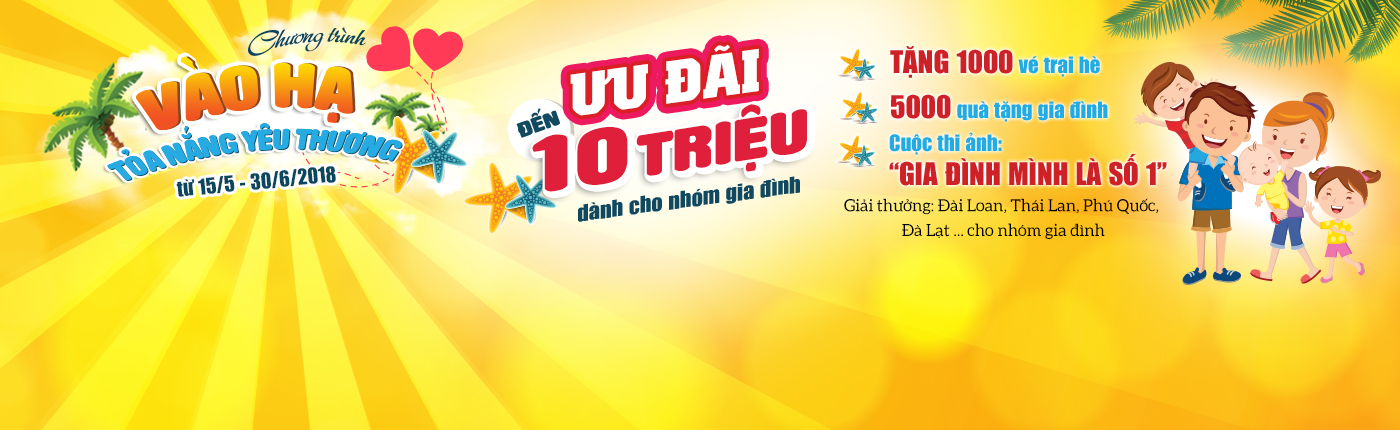 Chương trình
VÀO HẠ
TỎA NẮNG YÊU THƯƠNG
từ 15/5 - 30/6/2018
ƯU ĐÃI
ĐẾN
10 TRIỆU
dành cho nhóm gia đình
TẶNG 1000 vé trại hè
5000 quà tặng gia đình
Cuộc thi ảnh:
“GIA ĐÌNH MÌNH LÀ SỐ 1”
Giải thưởng: Đài Loan, Thái Lan, Phú Quốc,
Đà Lạt ... cho nhóm gia đình